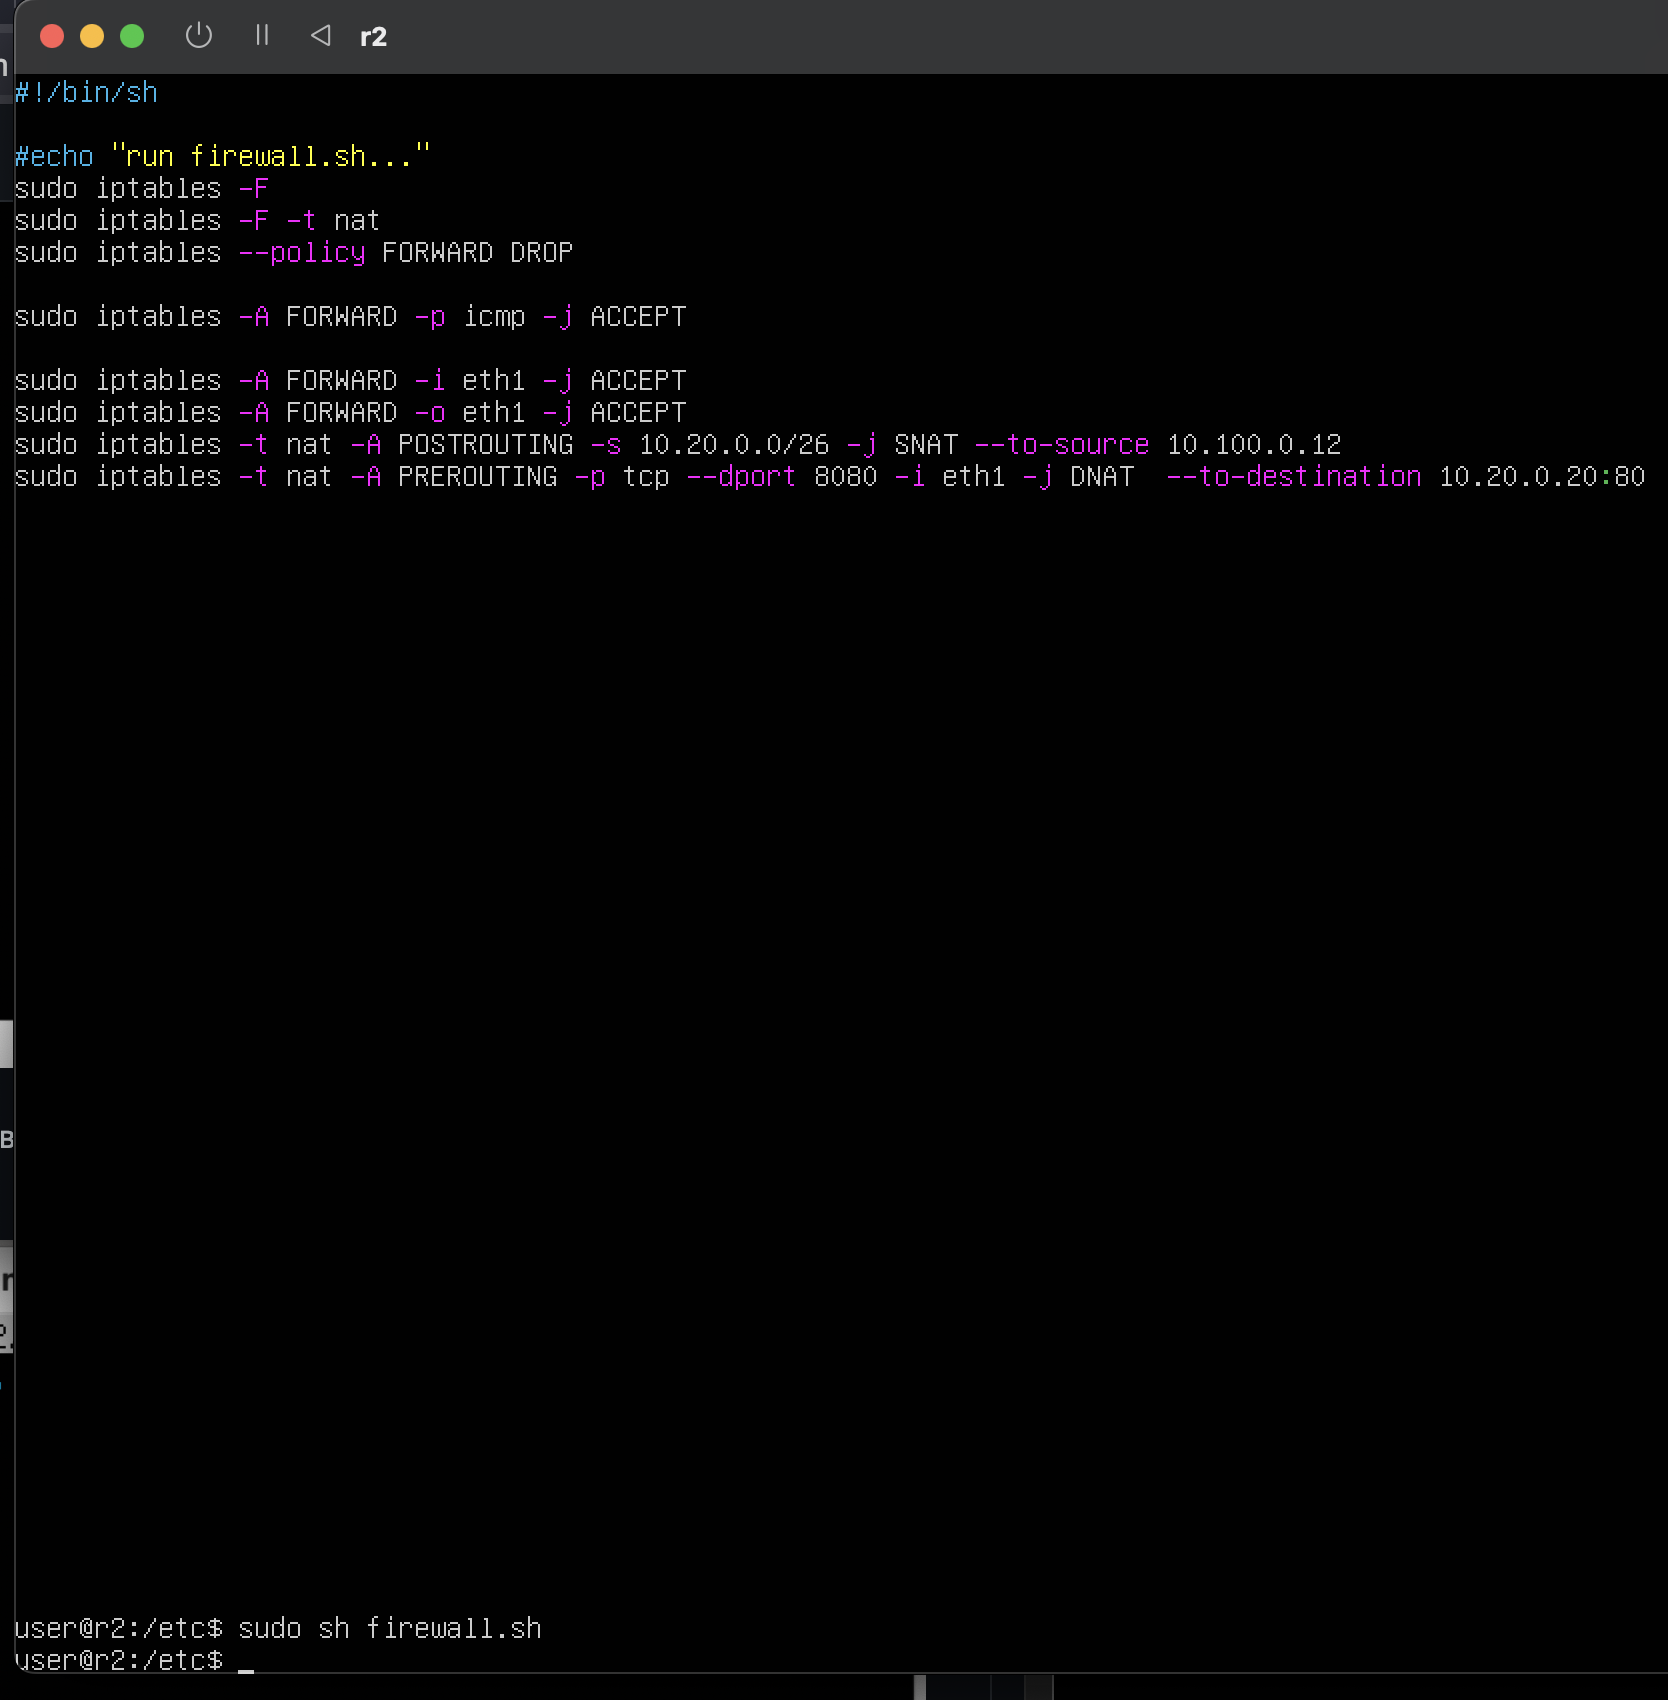 r2
#!/bin/sh
#echo "run firewall.sh..."
sudo iptables -F
sudo iptables -F -t nat
sudo iptables --policy FORWARD DROP
sudo iptables -A FORWARD -p icmp -j ACCEPT
sudo iptables -A FORWARD -i eth1 -j ACCEPT
sudo iptables -A FORWARD -o eth1 -j ACCEPT
sudo iptables -t nat -A POSTROUTING -s 10.20.0.0/26 -j SNAT --to-source 10.100.0.12
sudo iptables -t nat -A PREROUTING -p tcp --dport 8080 -i eth1 -j DNAT  --to-destination 10.20.0.20:80
user@r2:/etc$ sudo sh firewall.sh
user@r2:/etc$